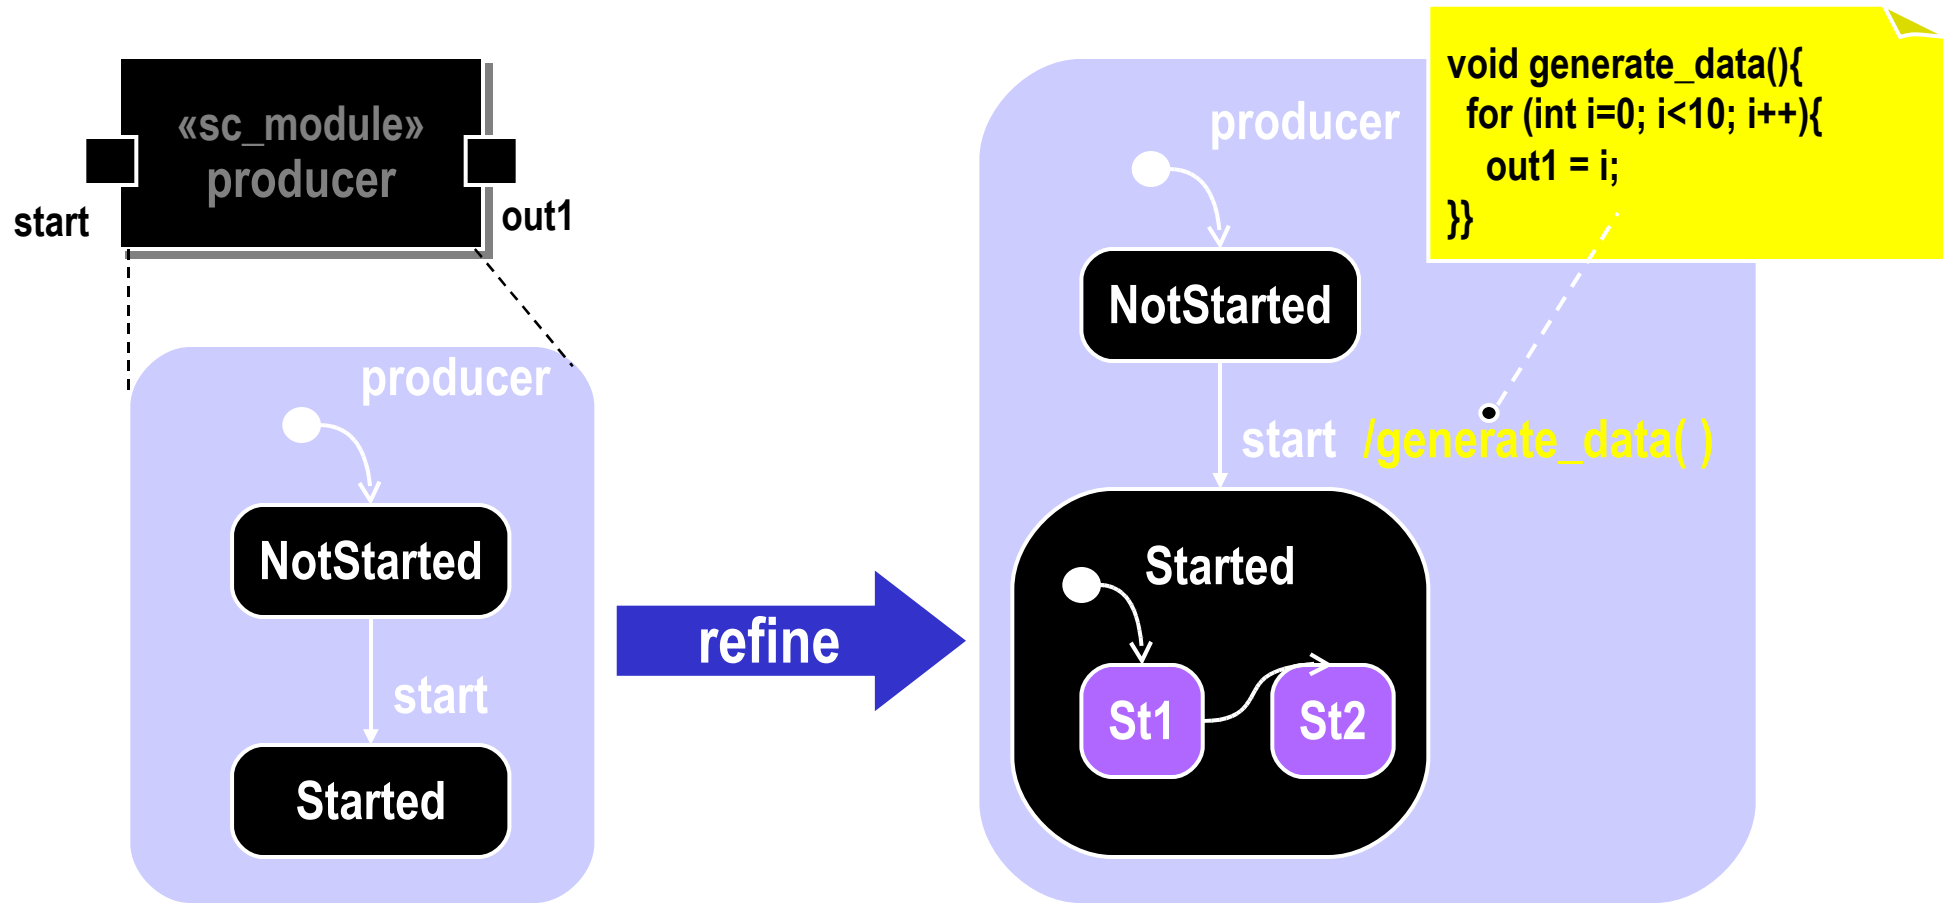 «sc_module»
producer
start
out1
producer
NotStarted
start
Started
refine
void generate_data(){
for (int i=0; i<10; i++){
out1 = i;
}}
producer
NotStarted
start /generate_data( )
Started
St1
St2